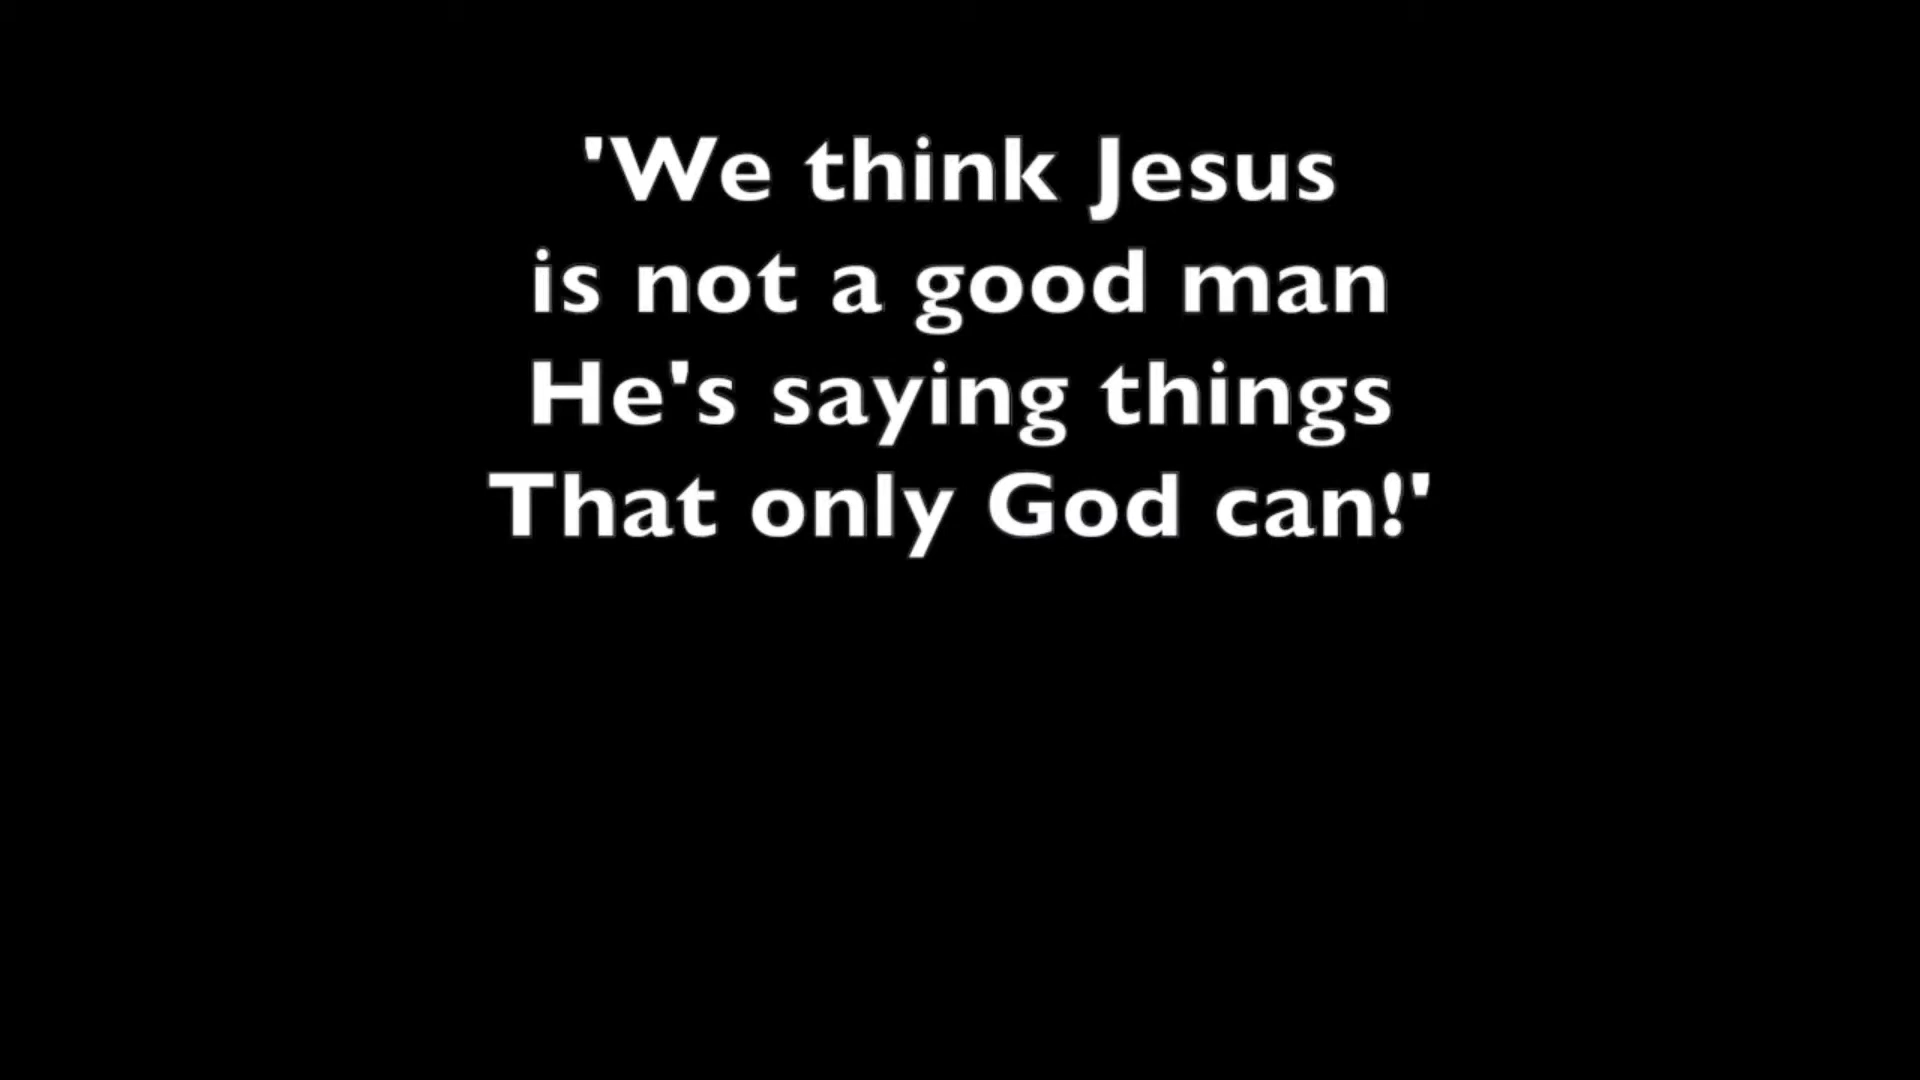 'We think Jesus
is not a good man
He's saying things
That only God can!'